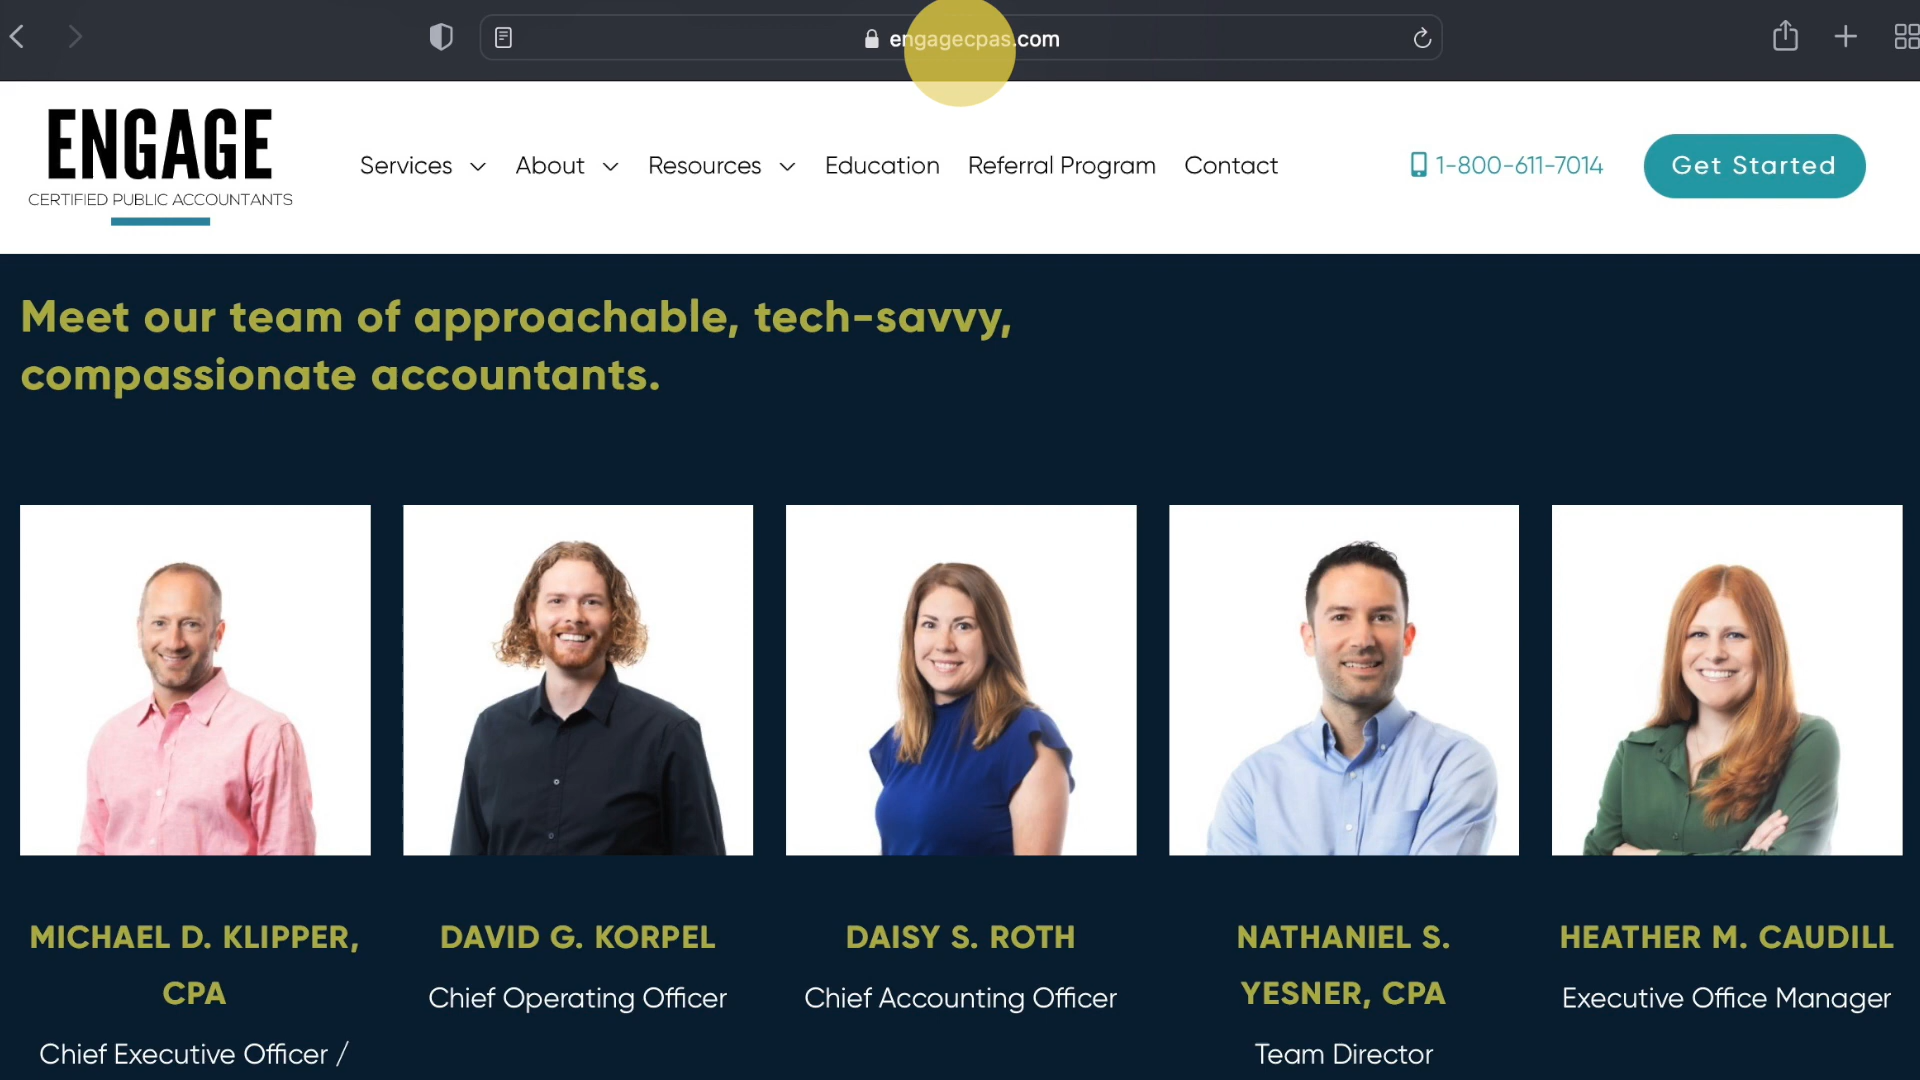 engagecpas.com
ENGAGE
CERTIFIED PUBLIC ACCOUNTANTS
Services About Resources Education Referral Program Contact 1-800-611-7014 Get Started
Meet our team of approachable, tech-savvy,
compassionate accountants.
MICHAEL D. KLIPPER,
CPA
Chief Executive Officer /
DAVID G. KORPEL
Chief Operating Officer
DAISY S. ROTH
Chief Accounting Officer
NATHANIEL S.
YESNER, CPA
Team Director
HEATHER M. CAUDILL
Executive Office Manager